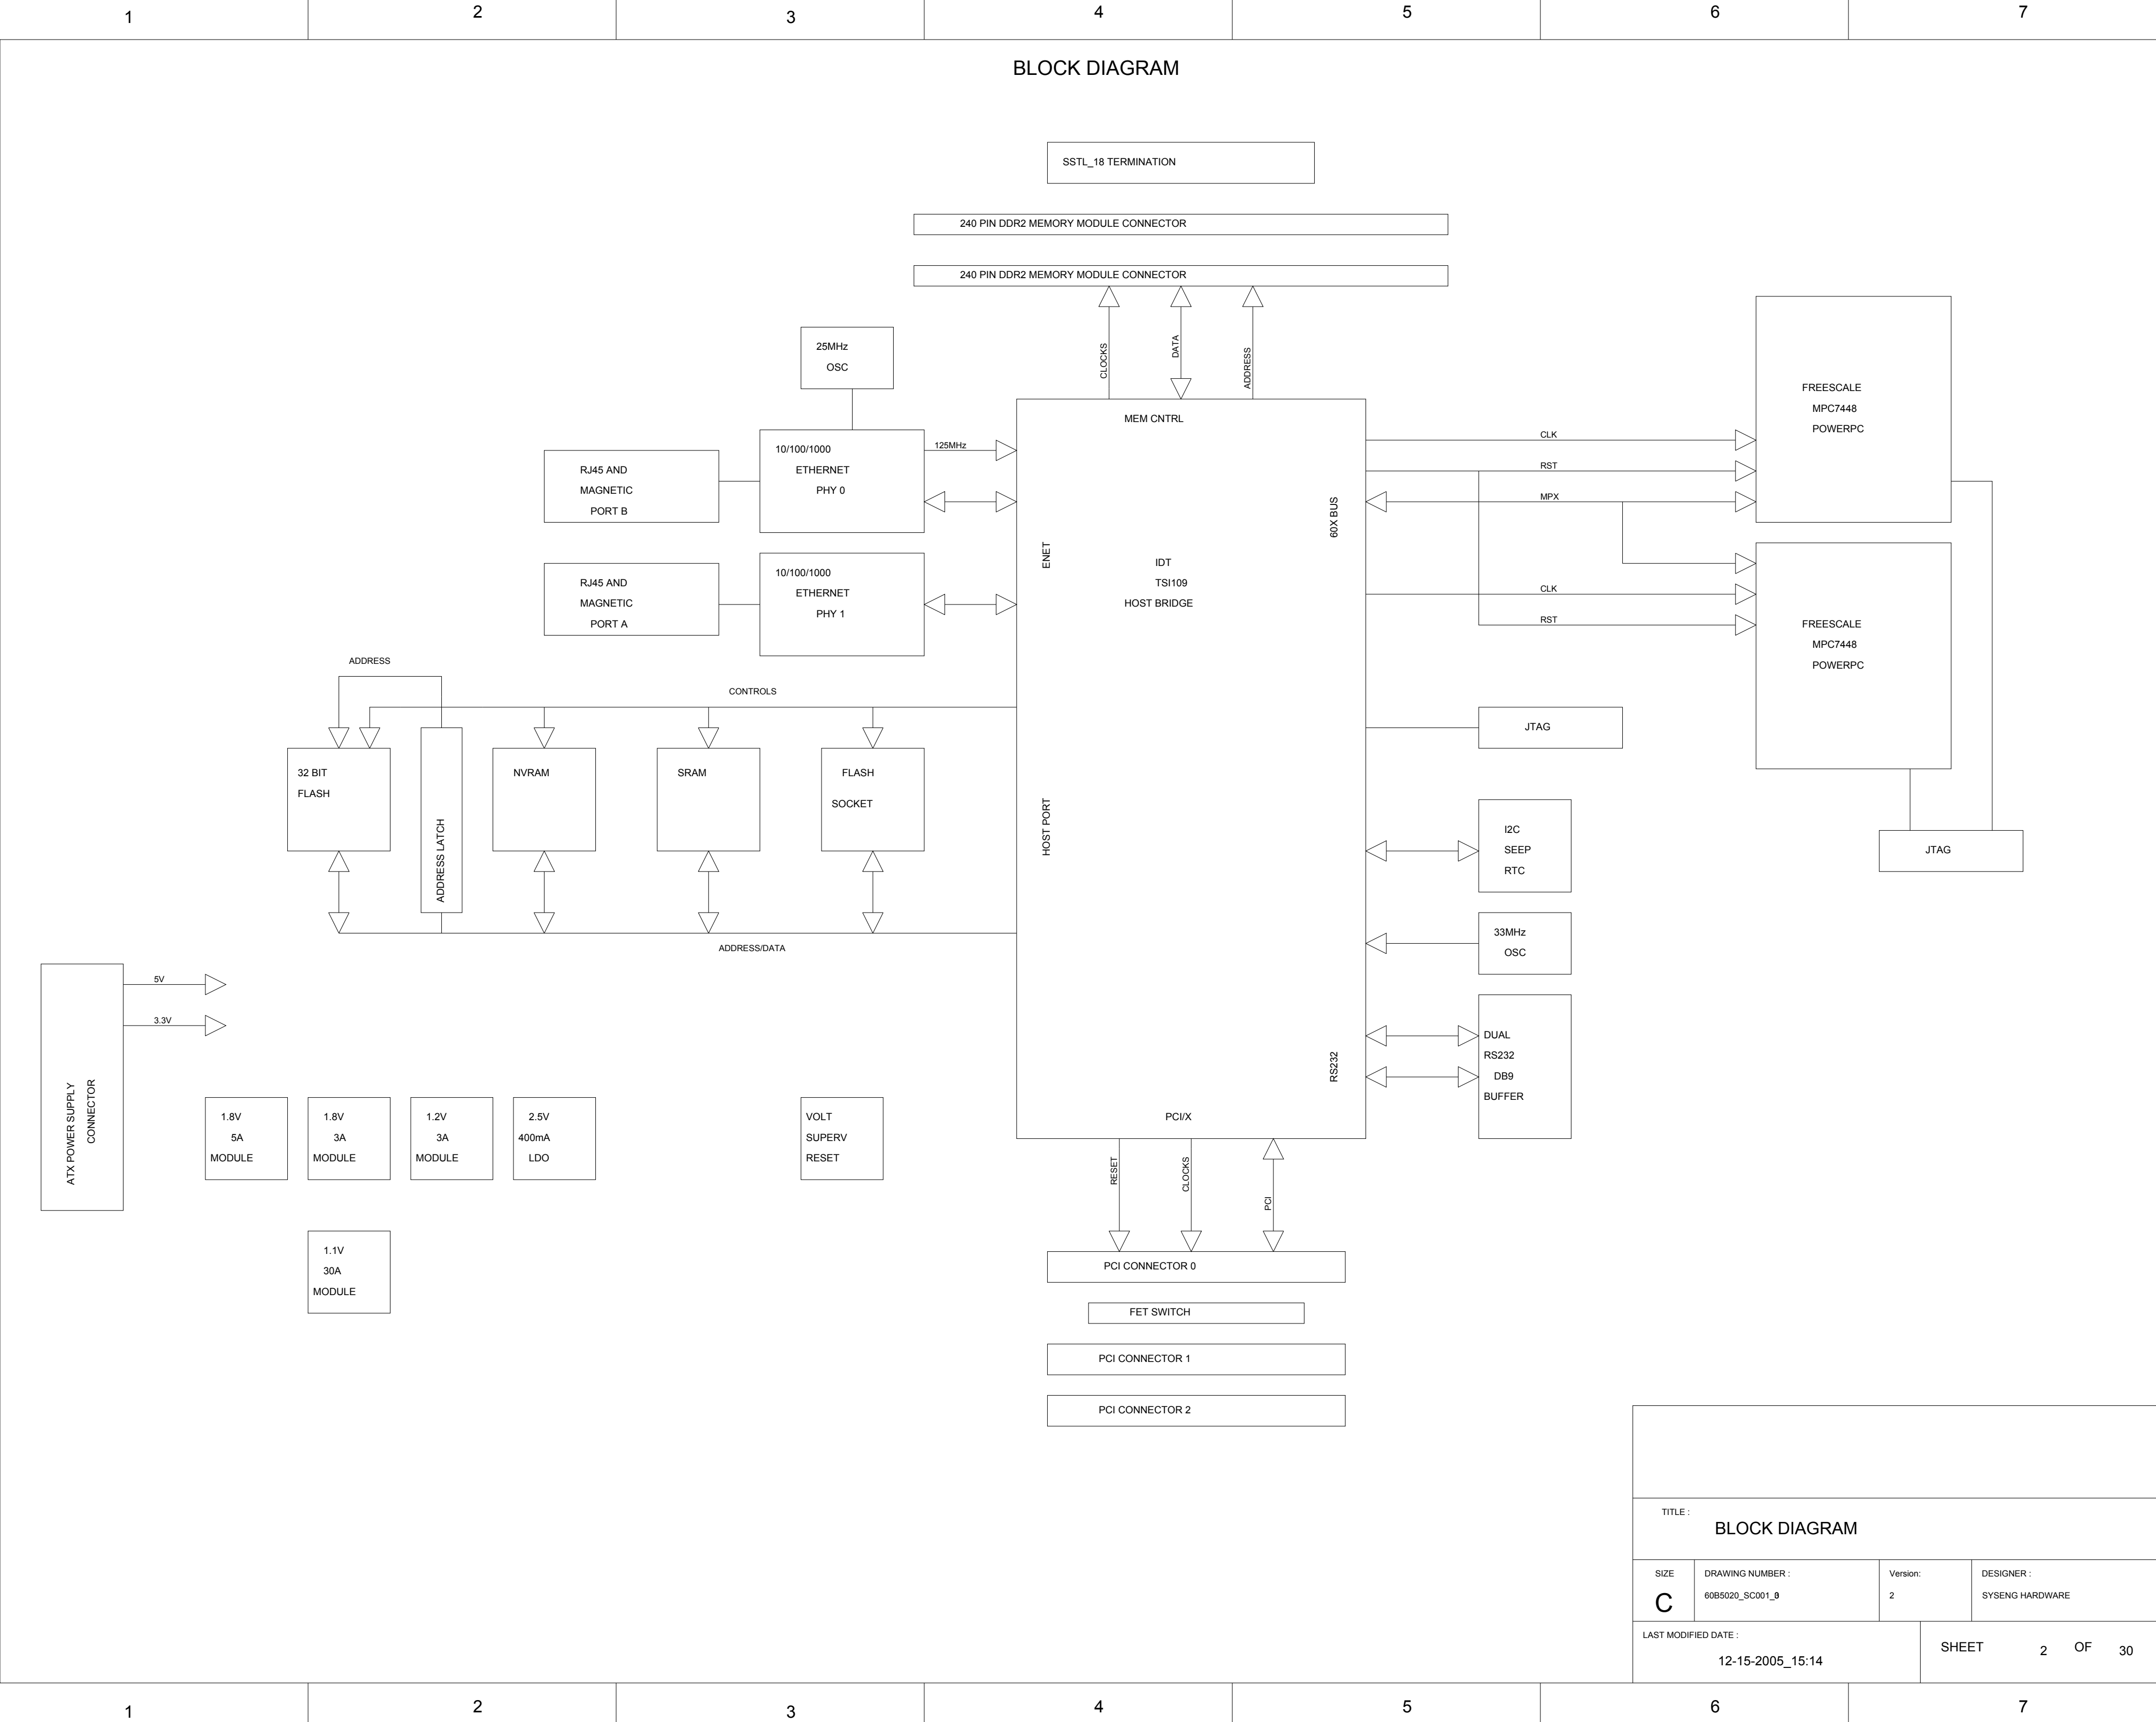 1
2
3
4
5
6
7
BLOCK DIAGRAM
SSTL_18 TERMINATION
240 PIN DDR2 MEMORY MODULE CONNECTOR
240 PIN DDR2 MEMORY MODULE CONNECTOR
CLOCKS
DATA
ADDRESS
25MHz
OSC
10/100/1000
ETHERNET
PHY 0
125MHz
RJ45 AND
MAGNETIC
PORT B
10/100/1000
ETHERNET
PHY 1
RJ45 AND
MAGNETIC
PORT A
MEM CNTRL
ENET
60X BUS
IDT
TSI109
HOST BRIDGE
HOST PORT
RS232
PCI/X
CLK
RST
MPX
CLK
RST
FREESCALE
MPC7448
POWERPC
FREESCALE
MPC7448
POWERPC
JTAG
JTAG
ADDRESS
CONTROLS
32 BIT
FLASH
ADDRESS LATCH
NVRAM
SRAM
FLASH
SOCKET
ADDRESS/DATA
I2C
SEEP
RTC
33MHz
OSC
DUAL
RS232
DB9
BUFFER
ATX POWER SUPPLY
CONNECTOR
5V
3.3V
1.8V
5A
MODULE
1.8V
3A
MODULE
1.2V
3A
MODULE
2.5V
400mA
LDO
VOLT
SUPERV
RESET
1.1V
30A
MODULE
RESET
CLOCKS
PCI
PCI CONNECTOR 0
FET SWITCH
PCI CONNECTOR 1
PCI CONNECTOR 2
TITLE :
BLOCK DIAGRAM
SIZE
C
DRAWING NUMBER :
Version:
2
DESIGNER :
SYSENG HARDWARE
LAST MODIFIED DATE :
12-15-2005_15:14
SHEET 2 OF 30
1
2
3
4
5
6
7